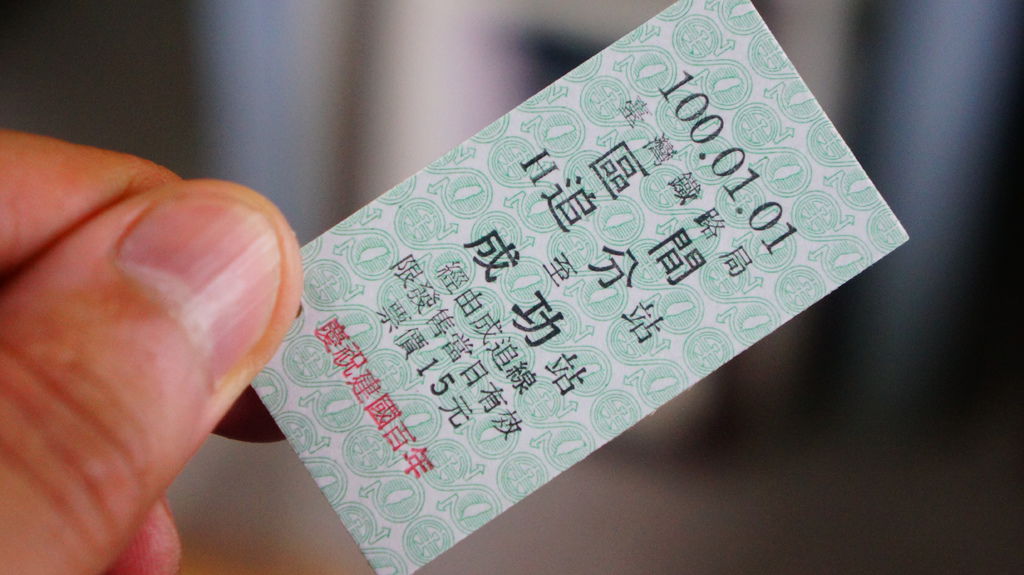 100.01.01
臺灣鐵路局
區間
H追分站
至
成功站
經由成追線
限發售當日有效
票價15元
慶祝建國百年